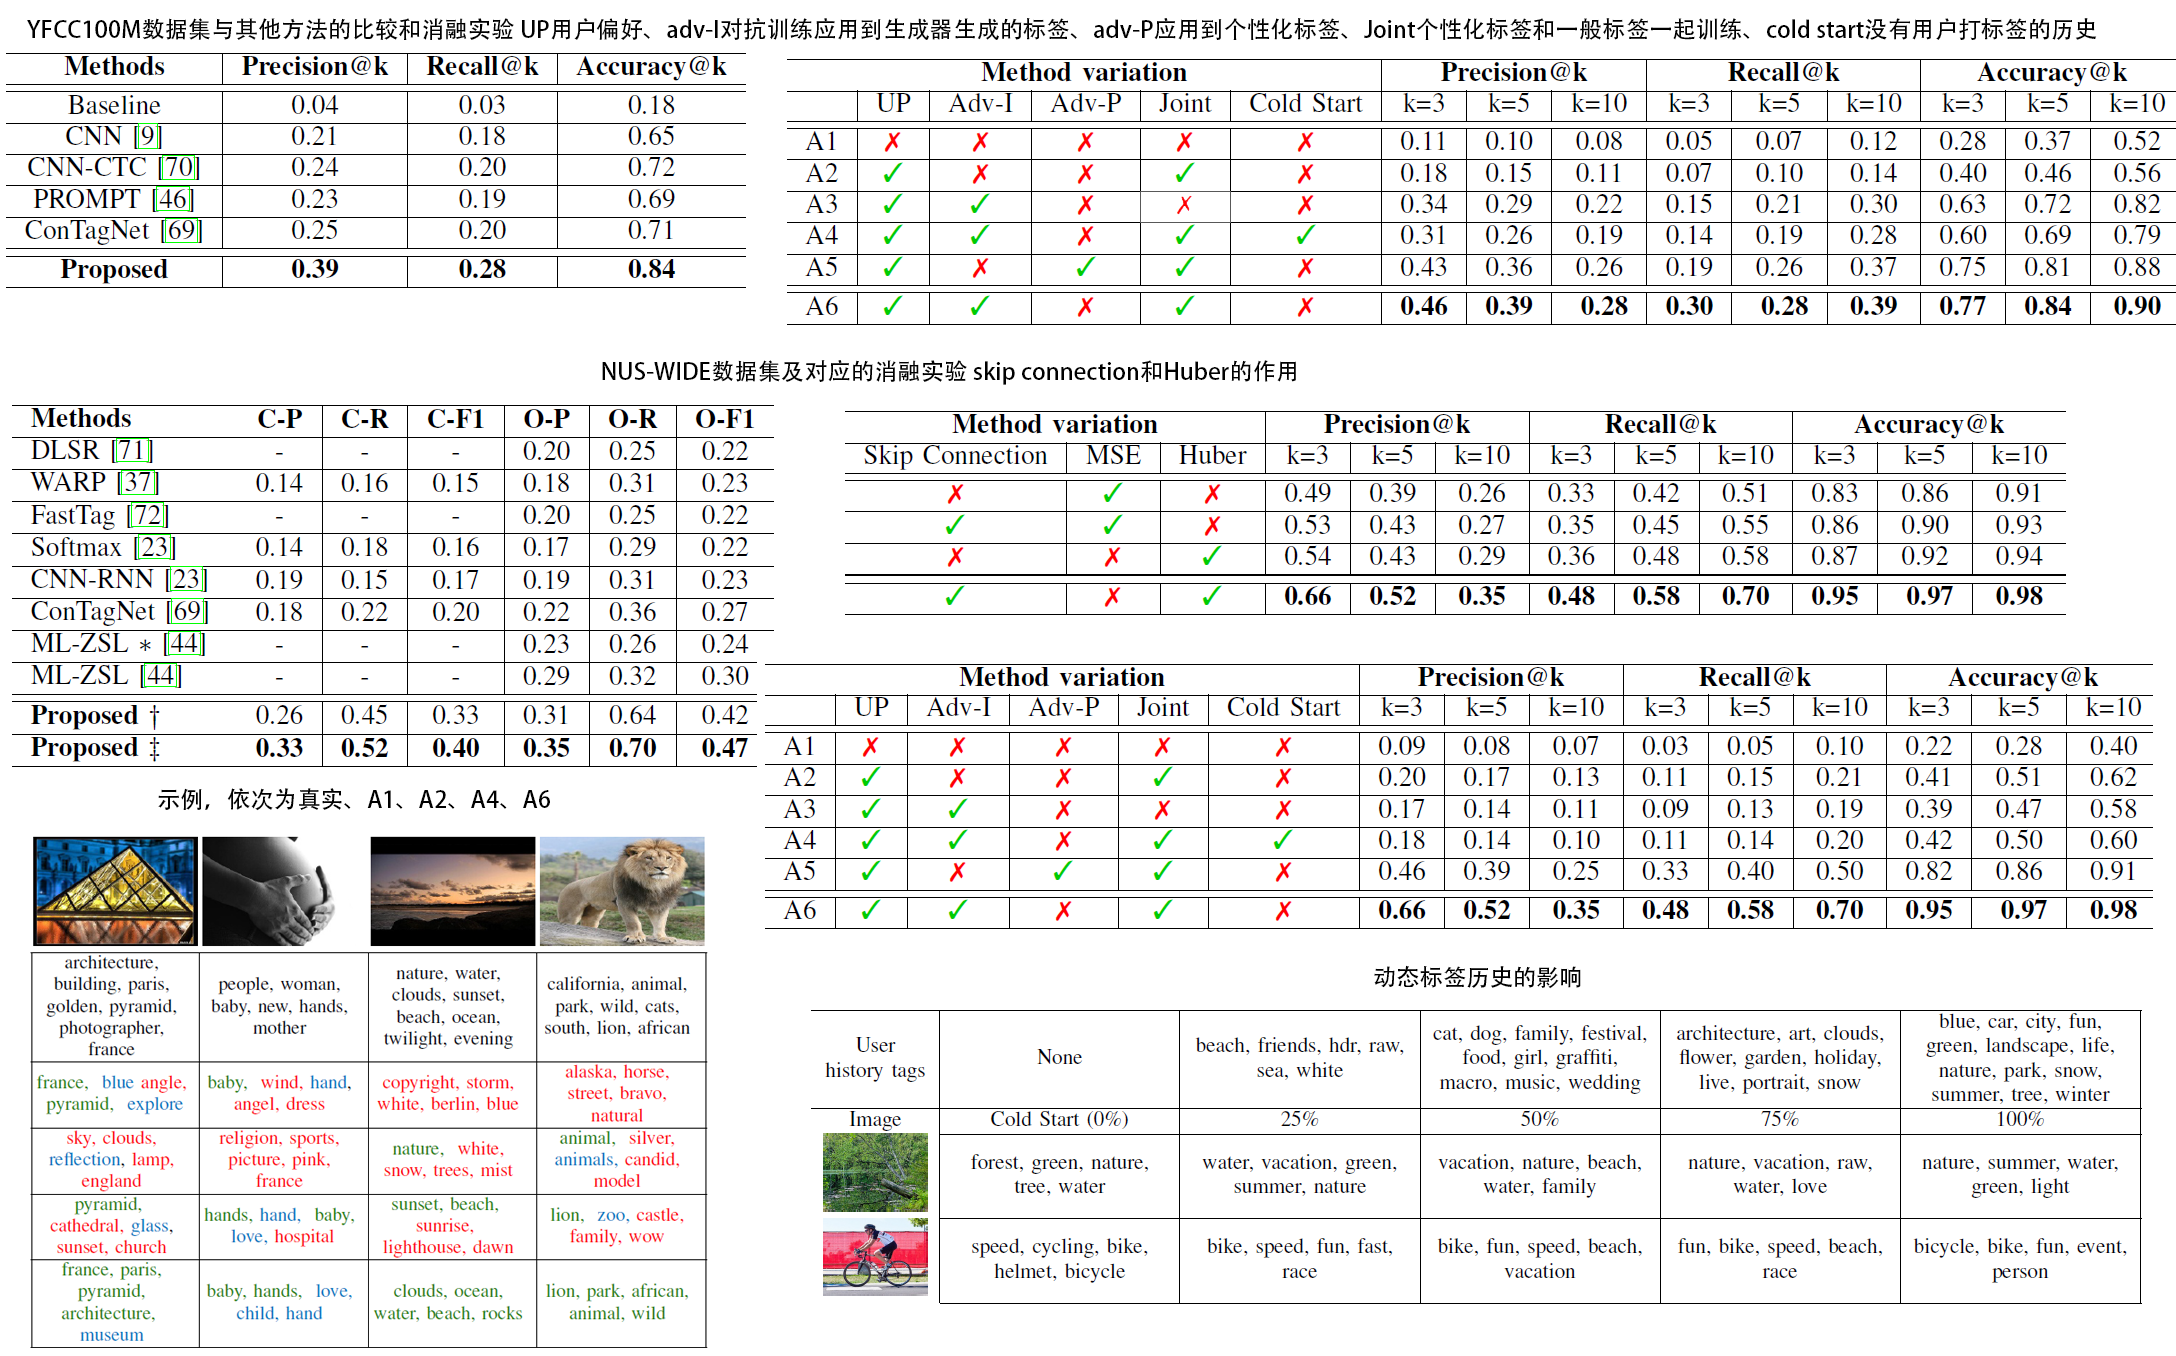 YFCC100M数据集与其他方法的比较和消融实验 UP用户偏好、adv-I对抗训练应用到生成器生成的标签、adv-P应用到个性化标签、Joint个性化标签和一般标签一起训练、cold start没有用户打标签的历史
Methods Precision@k Recall@k Accuracy@k
Baseline 0.04 0.03 0.18
CNN [9] 0.21 0.18 0.65
CNN-CTC [70] 0.24 0.20 0.72
PROMPT [46] 0.23 0.19 0.69
ConTagNet [69] 0.25 0.20 0.71
Proposed 0.39 0.28 0.84
Method variation Precision@k Recall@k Accuracy@k
UP Adv-I Adv-P Joint Cold Start k=3 k=5 k=10 k=3 k=5 k=10 k=3 k=5 k=10
A1 ✗ ✗ ✗ ✗ ✗ 0.11 0.10 0.08 0.05 0.07 0.12 0.28 0.37 0.52
A2 ✓ ✗ ✗ ✓ ✗ 0.18 0.15 0.11 0.07 0.10 0.14 0.40 0.46 0.56
A3 ✓ ✓ ✗ ✗ ✗ 0.34 0.29 0.22 0.15 0.21 0.30 0.63 0.72 0.82
A4 ✓ ✓ ✗ ✓ ✓ 0.31 0.26 0.19 0.14 0.19 0.28 0.60 0.69 0.79
A5 ✓ ✗ ✓ ✓ ✗ 0.43 0.36 0.26 0.19 0.26 0.37 0.75 0.81 0.88
A6 ✓ ✓ ✗ ✓ ✗ 0.46 0.39 0.28 0.30 0.28 0.39 0.77 0.84 0.90
NUS-WIDE数据集及对应的消融实验 skip connection和Huber的作用
Methods C-P C-R C-F1 O-P O-R O-F1
DLSR [71] - - - 0.20 0.25 0.22
WARP [37] 0.14 0.16 0.15 0.18 0.31 0.23
FastTag [72] - - - 0.20 0.25 0.22
Softmax [23] 0.14 0.18 0.16 0.17 0.29 0.22
CNN-RNN [23] 0.19 0.15 0.17 0.19 0.31 0.23
ConTagNet [69] 0.18 0.22 0.20 0.22 0.36 0.27
ML-ZSL * [44] - - - 0.23 0.26 0.24
ML-ZSL [44] - - - 0.29 0.32 0.30
Proposed † 0.26 0.45 0.33 0.31 0.64 0.42
Proposed ‡ 0.33 0.52 0.40 0.35 0.70 0.47
Method variation Precision@k Recall@k Accuracy@k
Skip Connection MSE Huber k=3 k=5 k=10 k=3 k=5 k=10 k=3 k=5 k=10
✗ ✓ ✗ 0.49 0.39 0.26 0.33 0.42 0.51 0.83 0.86 0.91
✓ ✓ ✗ 0.53 0.43 0.27 0.35 0.45 0.55 0.86 0.90 0.93
✗ ✗ ✓ 0.54 0.43 0.29 0.36 0.48 0.58 0.87 0.92 0.94
✓ ✗ ✓ 0.66 0.52 0.35 0.48 0.58 0.70 0.95 0.97 0.98
Method variation Precision@k Recall@k Accuracy@k
UP Adv-I Adv-P Joint Cold Start k=3 k=5 k=10 k=3 k=5 k=10 k=3 k=5 k=10
A1 ✗ ✗ ✗ ✗ ✗ 0.09 0.08 0.07 0.03 0.05 0.10 0.22 0.28 0.40
A2 ✓ ✗ ✗ ✓ ✗ 0.20 0.17 0.13 0.11 0.15 0.21 0.41 0.51 0.62
A3 ✓ ✓ ✗ ✗ ✗ 0.17 0.14 0.11 0.09 0.13 0.19 0.39 0.47 0.58
A4 ✓ ✓ ✗ ✓ ✓ 0.18 0.14 0.10 0.11 0.14 0.20 0.42 0.50 0.60
A5 ✓ ✗ ✓ ✓ ✗ 0.46 0.39 0.25 0.33 0.40 0.50 0.82 0.86 0.91
A6 ✓ ✓ ✗ ✓ ✗ 0.66 0.52 0.35 0.48 0.58 0.70 0.95 0.97 0.98
示例，依次为真实、A1、A2、A4、A6
architecture,
building, paris,
golden, pyramid,
photographer,
france
people, woman,
baby, new, hands,
mother
nature, water,
clouds, sunset,
beach, ocean,
twilight, evening
california, animal,
park, wild, cats,
south, lion, african
france, blue angle,
pyramid, explore
baby, wind, hand,
angel, dress
copyright, storm,
white, berlin, blue
alaska, horse,
street, bravo,
natural
sky, clouds,
reflection, lamp,
england
religion, sports,
picture, pink,
france
nature, white,
snow, trees, mist
animal, silver,
animals, candid,
model
pyramid,
cathedral, glass,
sunset, church
hands, hand, baby,
love, hospital
sunset, beach,
sunrise,
lighthouse, dawn
lion, zoo, castle,
family, wow
france, paris,
pyramid,
architecture,
museum
baby, hands, love,
child, hand
clouds, ocean,
water, beach, rocks
lion, park, african,
animal, wild
动态标签历史的影响
User
history tags
None
beach, friends, hdr, raw,
sea, white
cat, dog, family, festival,
food, girl, graffiti,
macro, music, wedding
architecture, art, clouds,
flower, garden, holiday,
live, portrait, snow
blue, car, city, fun,
green, landscape, life,
nature, park, snow,
summer, tree, winter
Image Cold Start (0%) 25% 50% 75% 100%
forest, green, nature,
tree, water
water, vacation, green,
summer, nature
vacation, nature, beach,
water, family
nature, vacation, raw,
water, love
nature, summer, water,
green, light
speed, cycling, bike,
helmet, bicycle
bike, speed, fun, fast,
race
bike, fun, speed, beach,
vacation
fun, bike, speed, beach,
race
bicycle, bike, fun, event,
person